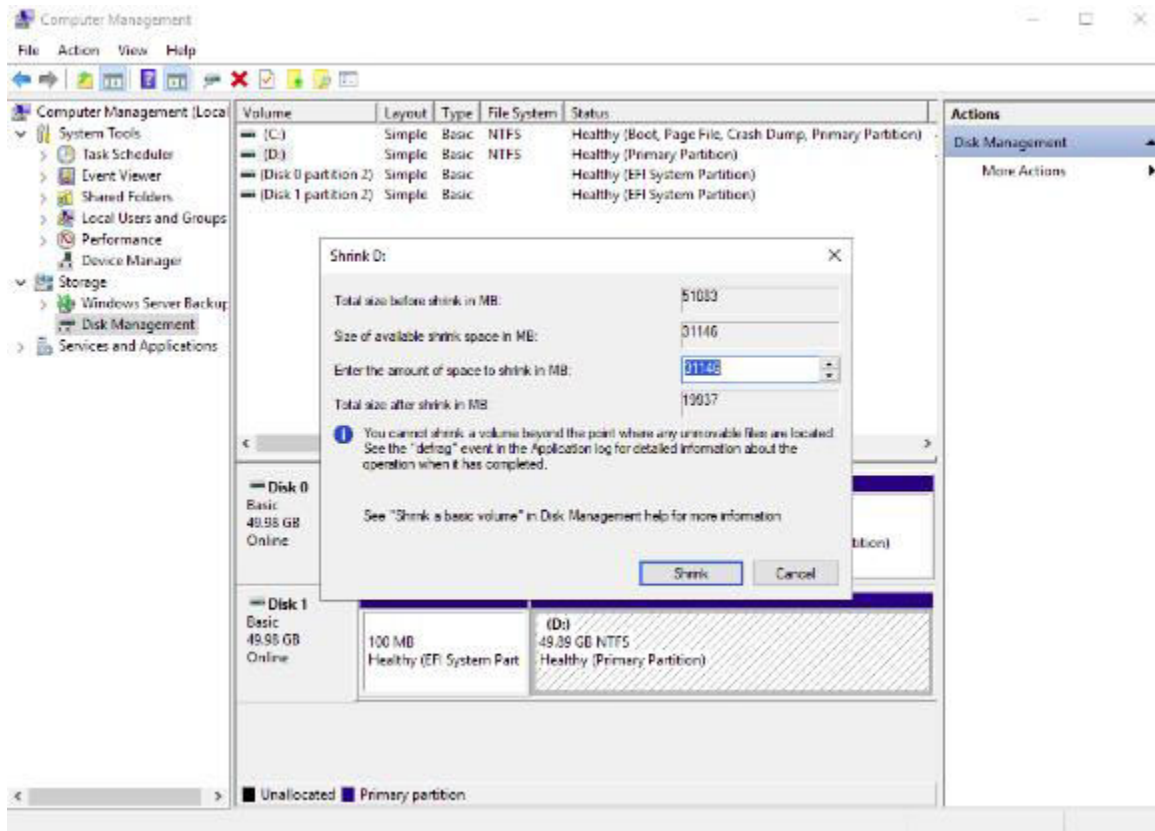 Computer Management
File Action View Help
Computer Management (Local
System Tools
Task Scheduler
Event Viewer
Shared Folders
Local Users and Groups
Performance
Device Manager
Storage
Windows Server Backup
Disk Management
Services and Applications
Volume Layout Type File System Status
(C:) Simple Basic NTFS Healthy (Boot, Page File, Crash Dump, Primary Partition)
(D:) Simple Basic NTFS Healthy (Primary Partition)
(Disk 0 partition 2) Simple Basic Healthy (EFI System Partition)
(Disk 1 partition 2) Simple Basic Healthy (EFI System Partition)
Actions
Disk Management
More Actions
Shrink D:
Total size before shrink in MB: 51083
Size of available shrink space in MB: 31146
Enter the amount of space to shrink in MB: 31146
Total size after shrink in MB: 19937
You cannot shrink a volume beyond the point where any unmovable files are located.
See the "defrag" event in the Application log for detailed information about the
operation when it has completed.
See "Shrink a basic volume" in Disk Management help for more information
Shrink Cancel
Disk 0
Basic
49.98 GB
Online
tition)
Disk 1
Basic
49.98 GB
Online
100 MB
Healthy (EFI System Part
(D:)
49.89 GB NTFS
Healthy (Primary Partition)
Unallocated Primary partition